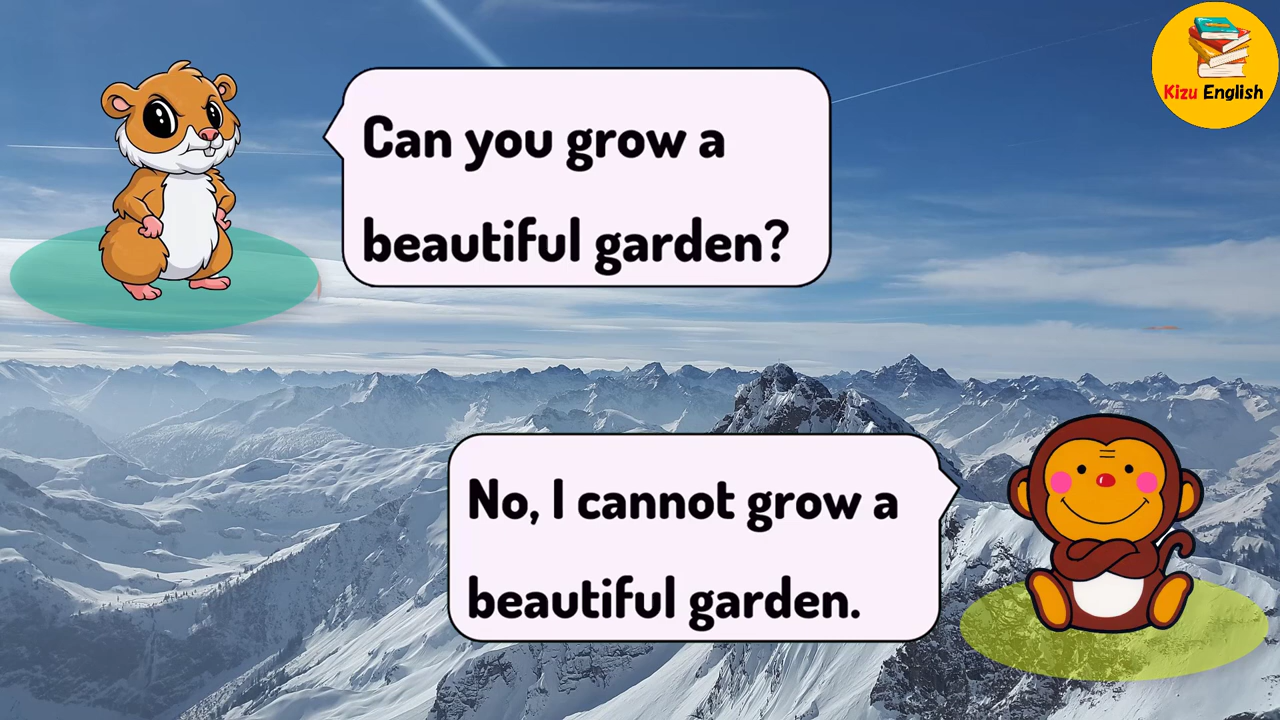 Kizu English
Can you grow a
beautiful garden?
No, I cannot grow a
beautiful garden.